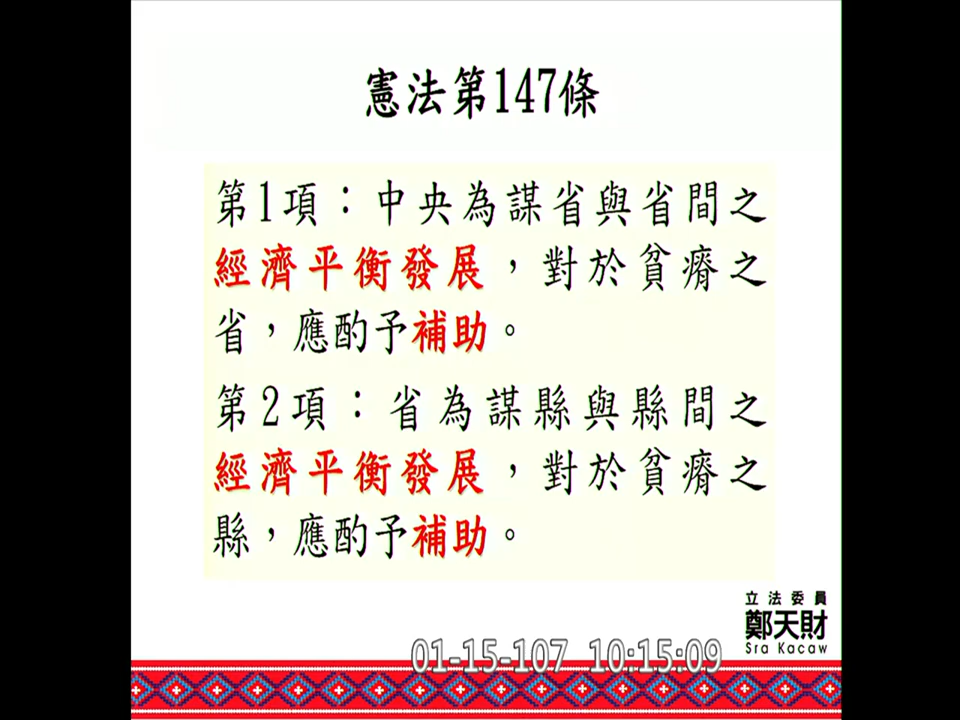 憲法第147條
第1項：中央為謀省與省間之
經濟平衡發展，對於貧瘠之
省，應酌予補助。
第2項：省為謀縣與縣間之
經濟平衡發展，對於貧瘠之
縣，應酌予補助。
立法委員
鄭天財
Sra Kacaw
01-15-107 10:15:09